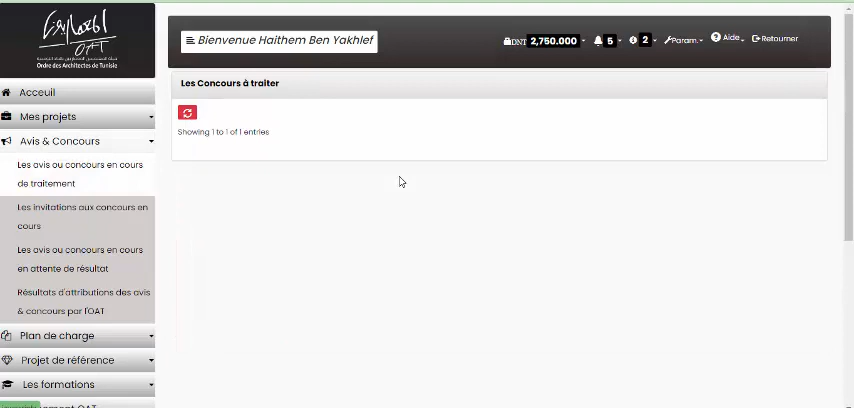 OAT
Ordre des Architectes de Tunisie
Bienvenue Haithem Ben Yakhlef
DNT 2,750.000
5
2
Param.
Aide
Retourner
Acceuil
Mes projets
Avis & Concours
Les avis ou concours en cours
de traitement
Les invitations aux concours en
cours
Les avis ou concours en cours
en attente de résultat
Résultats d'attributions des avis
& concours par l'OAT
Plan de charge
Projet de référence
Les formations
Les Concours à traiter
Showing 1 to 1 of 1 entries